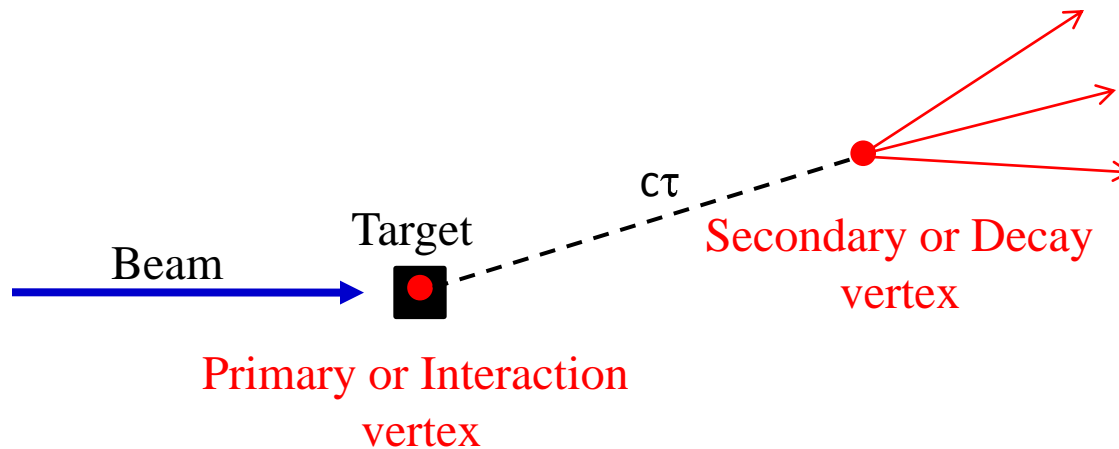 cτ
Target
Beam
Secondary or Decay
vertex
Primary or Interaction
vertex